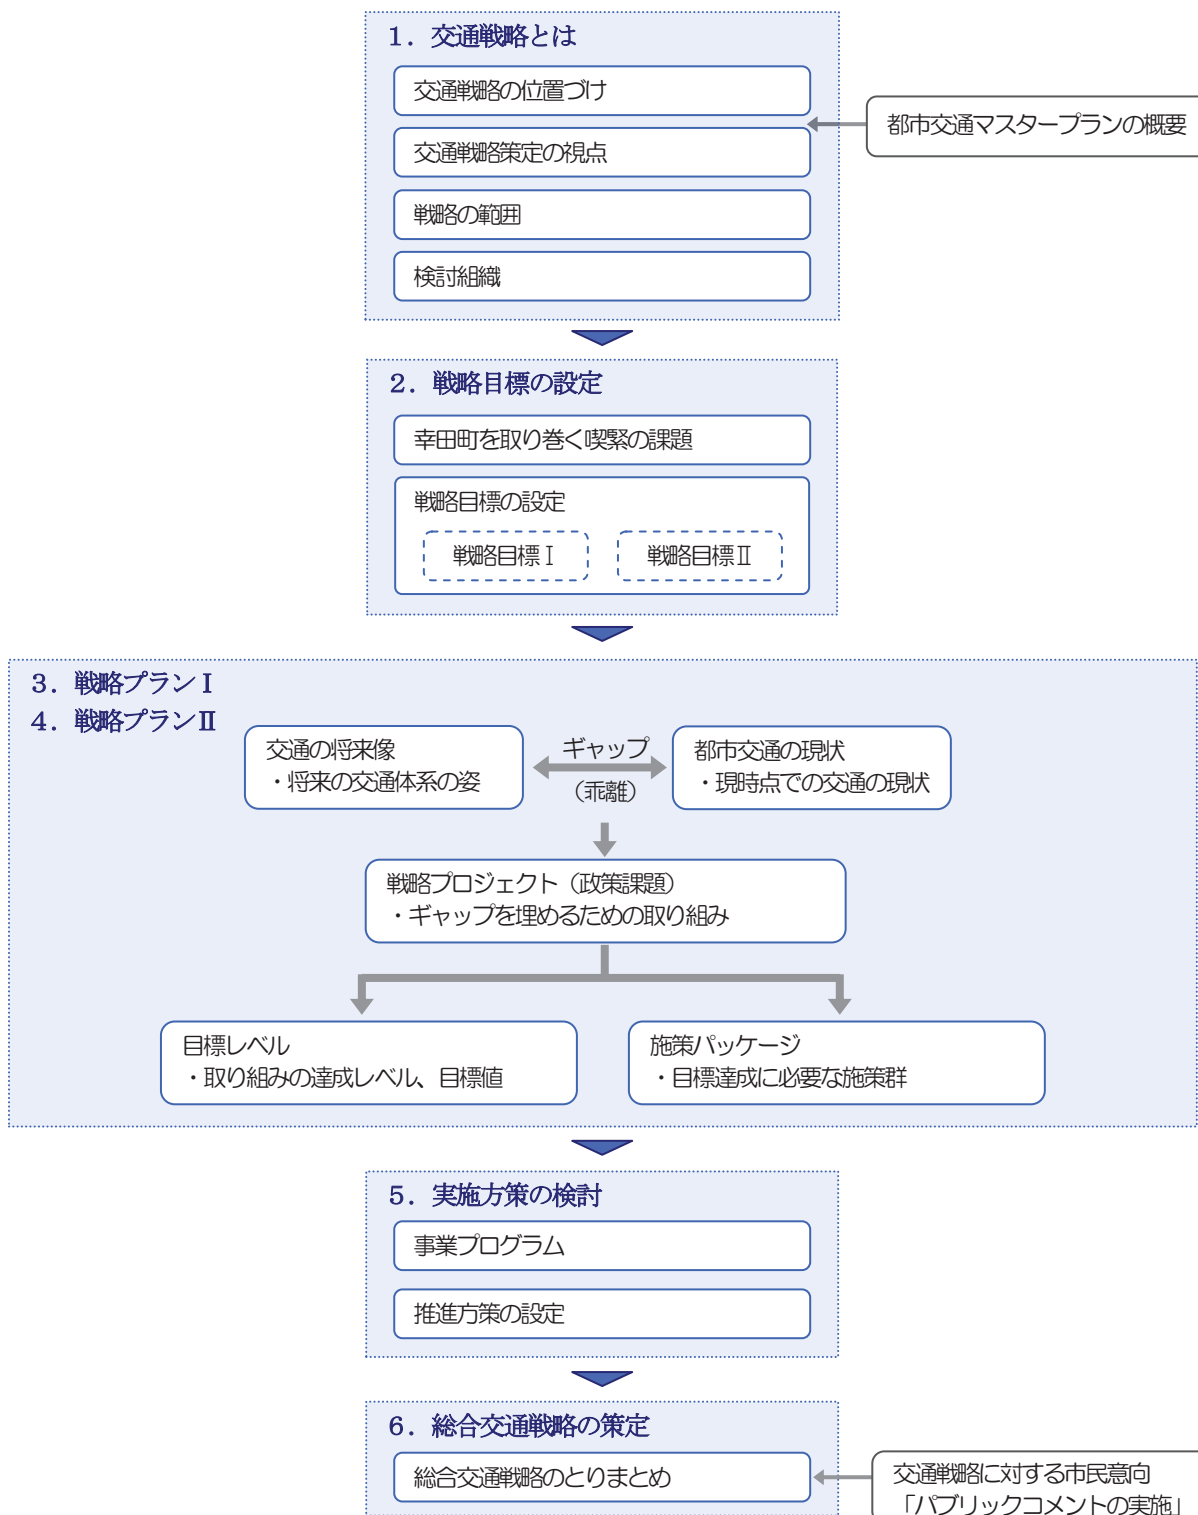 1．交通戦略とは
交通戦略の位置づけ
都市交通マスタープランの概要
交通戦略策定の視点
戦略の範囲
検討組織
2．戦略目標の設定
幸田町を取り巻く喫緊の課題
戦略目標の設定
戦略目標Ⅰ
戦略目標Ⅱ
3．戦略プランⅠ
4．戦略プランⅡ
交通の将来像
・将来の交通体系の姿
ギャップ
（乖離）
都市交通の現状
・現時点での交通の現状
戦略プロジェクト（政策課題）
・ギャップを埋めるための取り組み
目標レベル
・取り組みの達成レベル、目標値
施策パッケージ
・目標達成に必要な施策群
5．実施方策の検討
事業プログラム
推進方策の設定
6．総合交通戦略の策定
総合交通戦略のとりまとめ
交通戦略に対する市民意向
「パブリックコメントの実施」